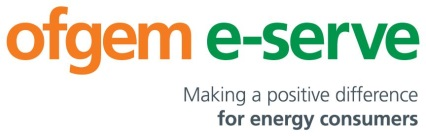 ofgem e-serve
Making a positive difference
for energy consumers